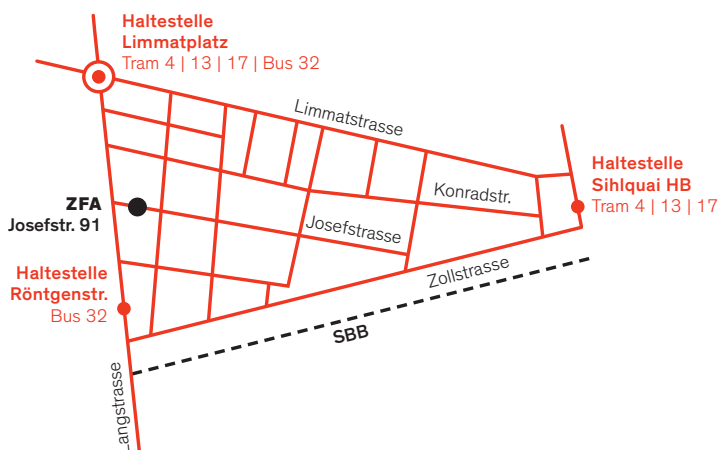 Haltestelle
Limmatplatz
Tram 4 | 13 | 17 | Bus 32
Limmatstrasse
Haltestelle
Sihlquai HB
Tram 4 | 13 | 17
Konradstr.
ZFA
Josefstr. 91
Josefstrasse
Haltestelle
Röntgenstr.
Bus 32
Zollstrasse
SBB
Langstrasse